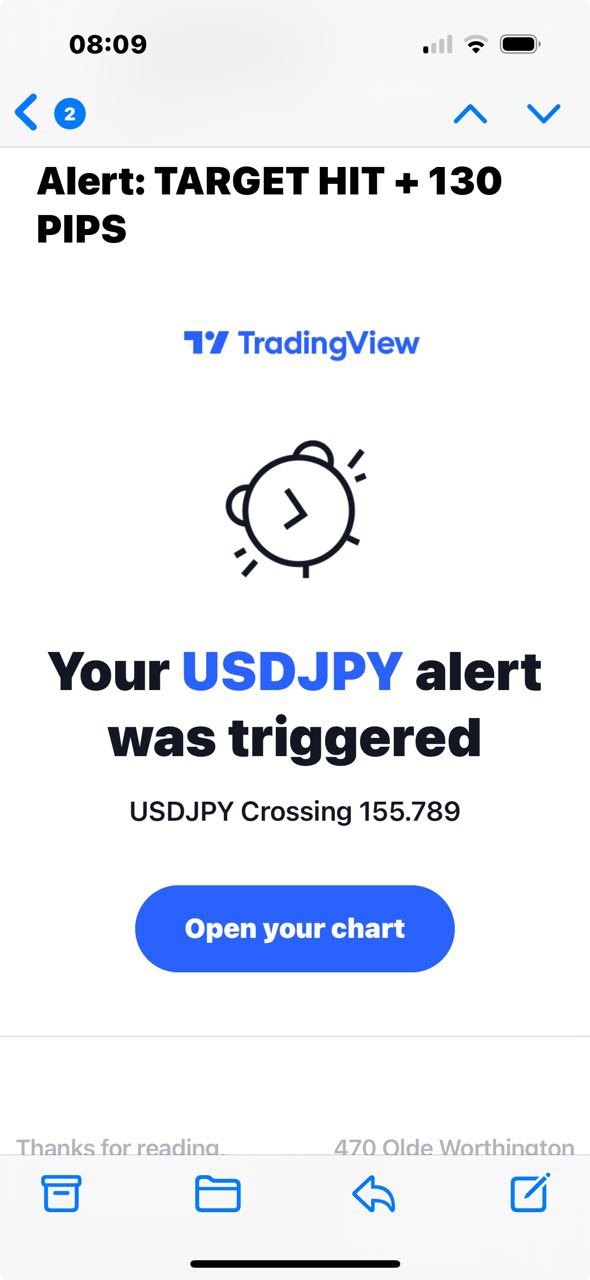 08:09
2
Alert: TARGET HIT + 130
PIPS
TradingView
Your USDJPY alert
was triggered
USDJPY Crossing 155.789
Open your chart
Thanks for reading.
470 Olde Worthington